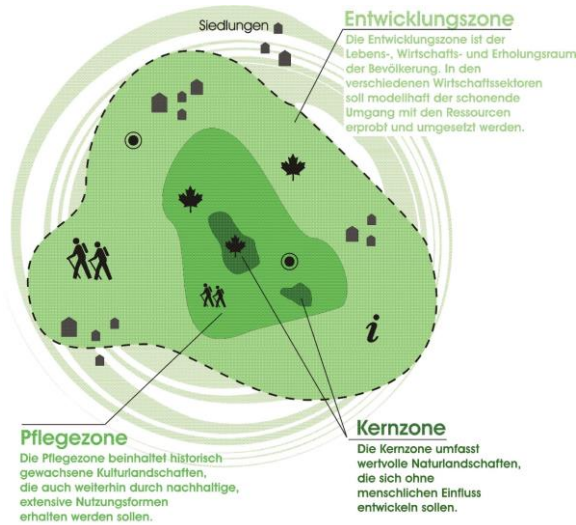 Siedlungen
Entwicklungszone
Die Entwicklungszone ist der
Lebens-, Wirtschafts- und Erholungsraum
der Bevölkerung. In den
verschiedenen Wirtschaftssektoren
soll modellhaft der schonende
Umgang mit den Ressourcen
erprobt und umgesetzt werden.
i
Pflegezone
Die Pflegezone beinhaltet historisch
gewachsene Kulturlandschaften,
die auch weiterhin durch nachhaltige,
extensive Nutzungsformen
erhalten werden sollen.
Kernzone
Die Kernzone umfasst
wertvolle Naturlandschaften,
die sich ohne
menschlichen Einfluss
entwickeln sollen.